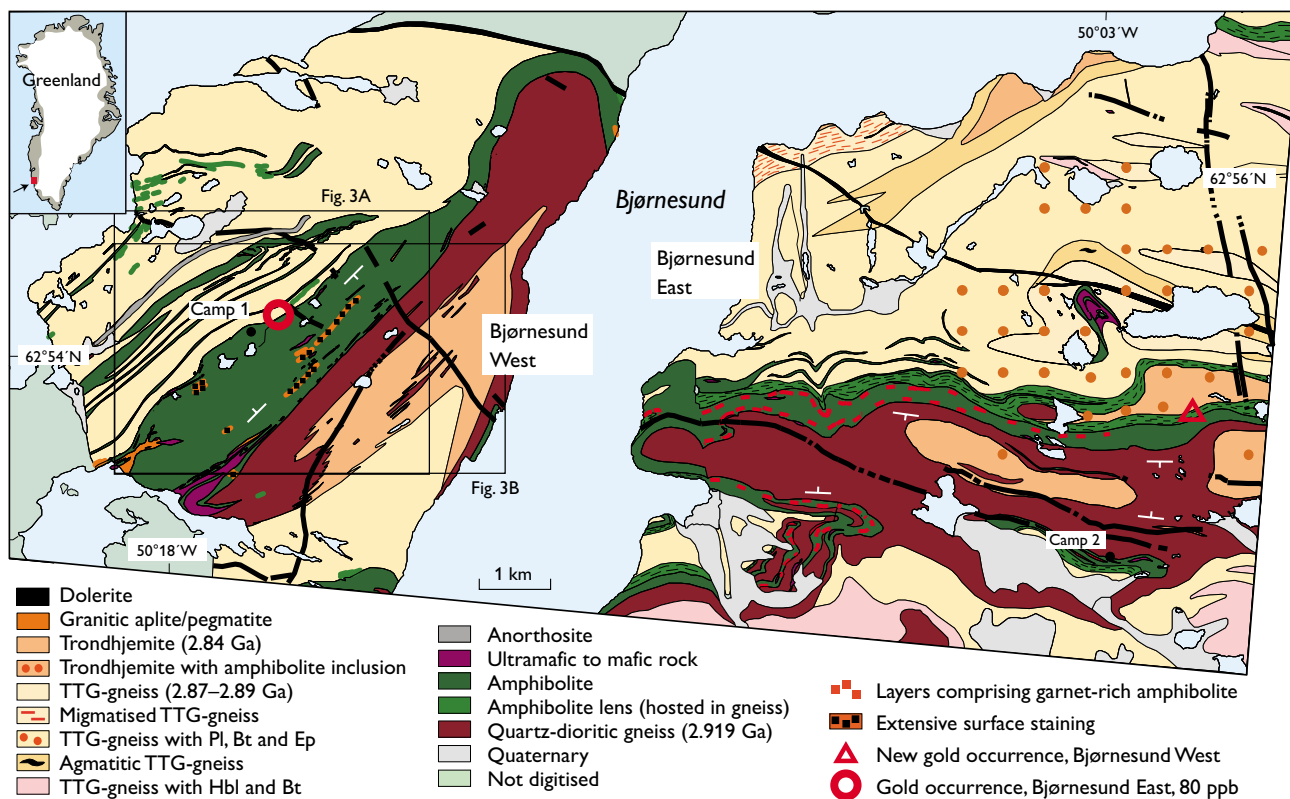 Greenland
50°03´W
Fig. 3A
62°56´N
Bjørnesund
Bjørnesund
East
Camp 1
Bjørnesund
West
62°54´N
Fig. 3B
Camp 2
50°18´W
1 km
Dolerite
Granitic aplite/pegmatite
Trondhjemite (2.84 Ga)
Trondhjemite with amphibolite inclusion
TTG-gneiss (2.87–2.89 Ga)
Migmatised TTG-gneiss
TTG-gneiss with Pl, Bt and Ep
Agmatitic TTG-gneiss
TTG-gneiss with Hbl and Bt
Anorthosite
Ultramafic to mafic rock
Amphibolite
Amphibolite lens (hosted in gneiss)
Quartz-dioritic gneiss (2.919 Ga)
Quaternary
Not digitised
Layers comprising garnet-rich amphibolite
Extensive surface staining
New gold occurrence, Bjørnesund West
Gold occurrence, Bjørnesund East, 80 ppb